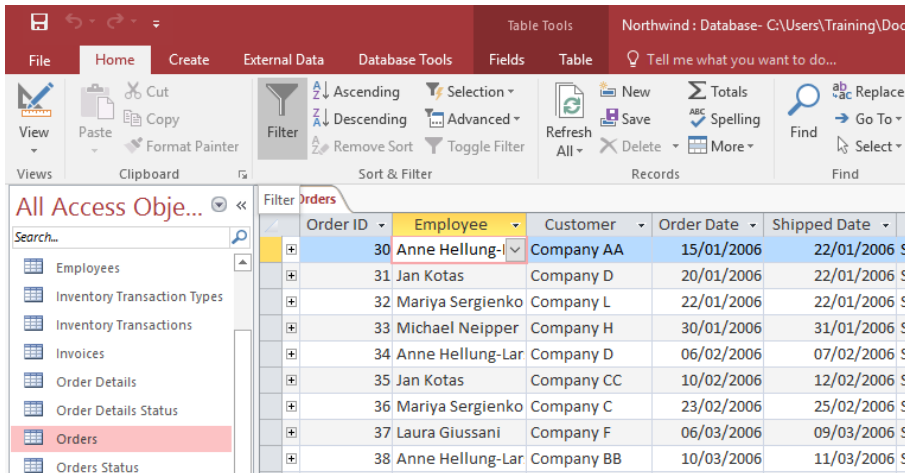 Table Tools Northwind : Database- C:\Users\Training\Doc
File Home Create External Data Database Tools Fields Table Tell me what you want to do...
View Paste Cut Copy Format Painter
Filter Ascending Descending Remove Sort Selection Advanced Toggle Filter
Refresh All New Save Delete Totals Spelling More
Find Replace Go To Select
Views Clipboard Sort & Filter Records Find
All Access Obje...
Search...
Employees
Inventory Transaction Types
Inventory Transactions
Invoices
Order Details
Order Details Status
Orders
Orders Status
Filter Orders
Order ID Employee Customer Order Date Shipped Date
30 Anne Hellung-l Company AA 15/01/2006 22/01/2006 S
31 Jan Kotas Company D 20/01/2006 22/01/2006 S
32 Mariya Sergienko Company L 22/01/2006 22/01/2006 S
33 Michael Neipper Company H 30/01/2006 31/01/2006 S
34 Anne Hellung-Lar Company D 06/02/2006 07/02/2006 S
35 Jan Kotas Company CC 10/02/2006 12/02/2006 S
36 Mariya Sergienko Company C 23/02/2006 25/02/2006 S
37 Laura Giussani Company F 06/03/2006 09/03/2006 S
38 Anne Hellung-Lar Company BB 10/03/2006 11/03/2006 S